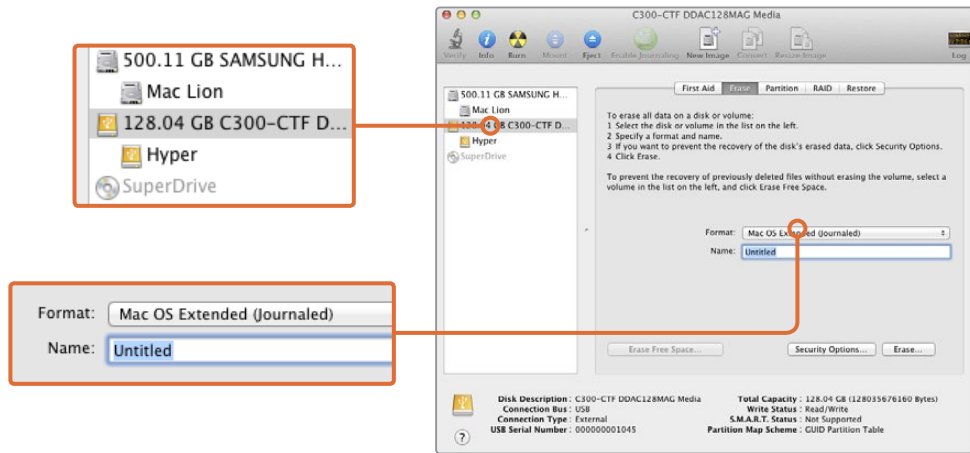 500.11 GB SAMSUNG H...
Mac Lion
128.04 GB C300-CTF D...
Hyper
SuperDrive
Format: Mac OS Extended (Journaled)
Name: Untitled
C300-CTF DDAC128MAG Media
Verify Info Burn Mount Eject Enable Journaling New Image Convert Resize Image Log
500.11 GB SAMSUNG H...
Mac Lion
128.04 GB C300-CTF D...
Hyper
SuperDrive
First Aid Erase Partition RAID Restore
To erase all data on a disk or volume:
1 Select the disk or volume in the list on the left.
2 Specify a format and name.
3 If you want to prevent the recovery of the disk's erased data, click Security Options.
4 Click Erase.
To prevent the recovery of previously deleted files without erasing the volume, select a
volume in the list on the left, and click Erase Free Space.
Format: Mac OS Extended (Journaled)
Name: Untitled
Erase Free Space... Security Options... Erase...
Disk Description : C300-CTF DDAC128MAG Media Total Capacity : 128.04 GB (128035676160 Bytes)
Connection Bus : USB Write Status : Read/Write
Connection Type : External S.M.A.R.T. Status : Not Supported
USB Serial Number : 000000001045 Partition Map Scheme : GUID Partition Table
?